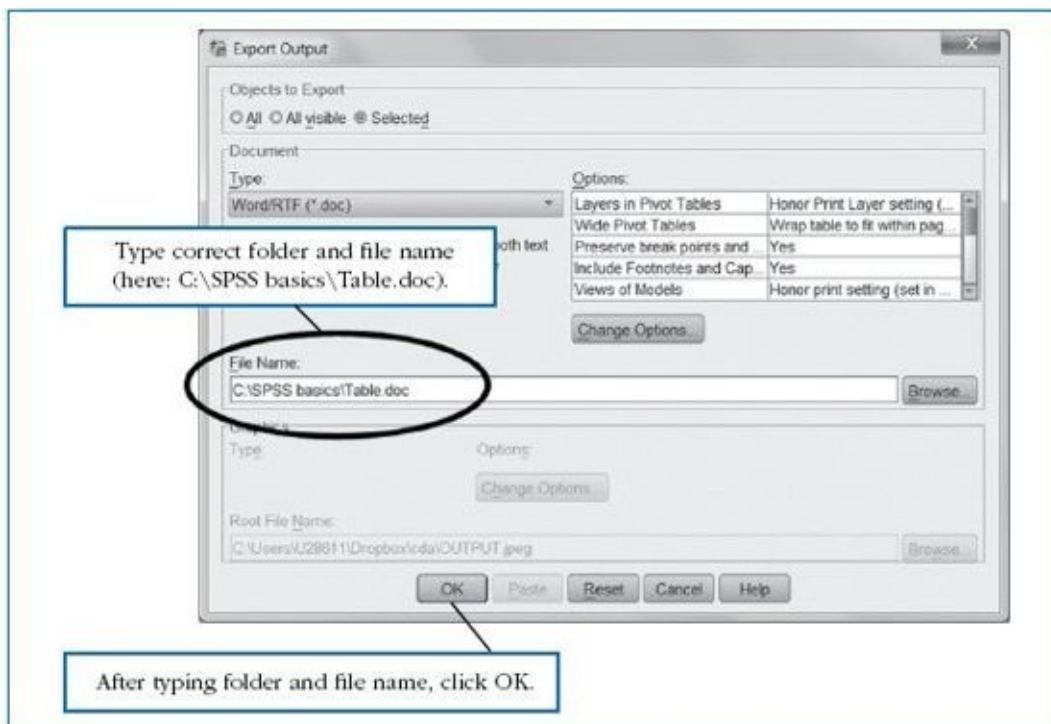 Export Output
Objects to Export
All All visible Selected
Document
Type:
Word/RTF (*.doc)
Options:
Layers in Pivot Tables Honor Print Layer setting (...
Wide Pivot Tables Wrap table to fit within pag...
Preserve break points and ... Yes
Include Footnotes and Cap... Yes
Views of Models Honor print setting (set in ...
text
Type correct folder and file name
(here: C:\SPSS basics\Table.doc).
Change Options...
File Name:
C:\SPSS basics\Table.doc
Browse...
Graphics
Type: Options:
Change Options...
Root File Name:
C:\Users\U28611\Dropbox\cda\OUTPUT.jpeg
Browse...
OK Paste Reset Cancel Help
After typing folder and file name, click OK.